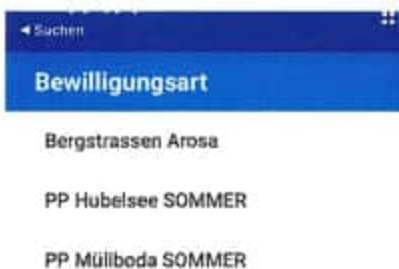 ◄ Suchen
Bewilligungsart
Bergstrassen Arosa
PP Hubelsee SOMMER
PP Müliboda SOMMER